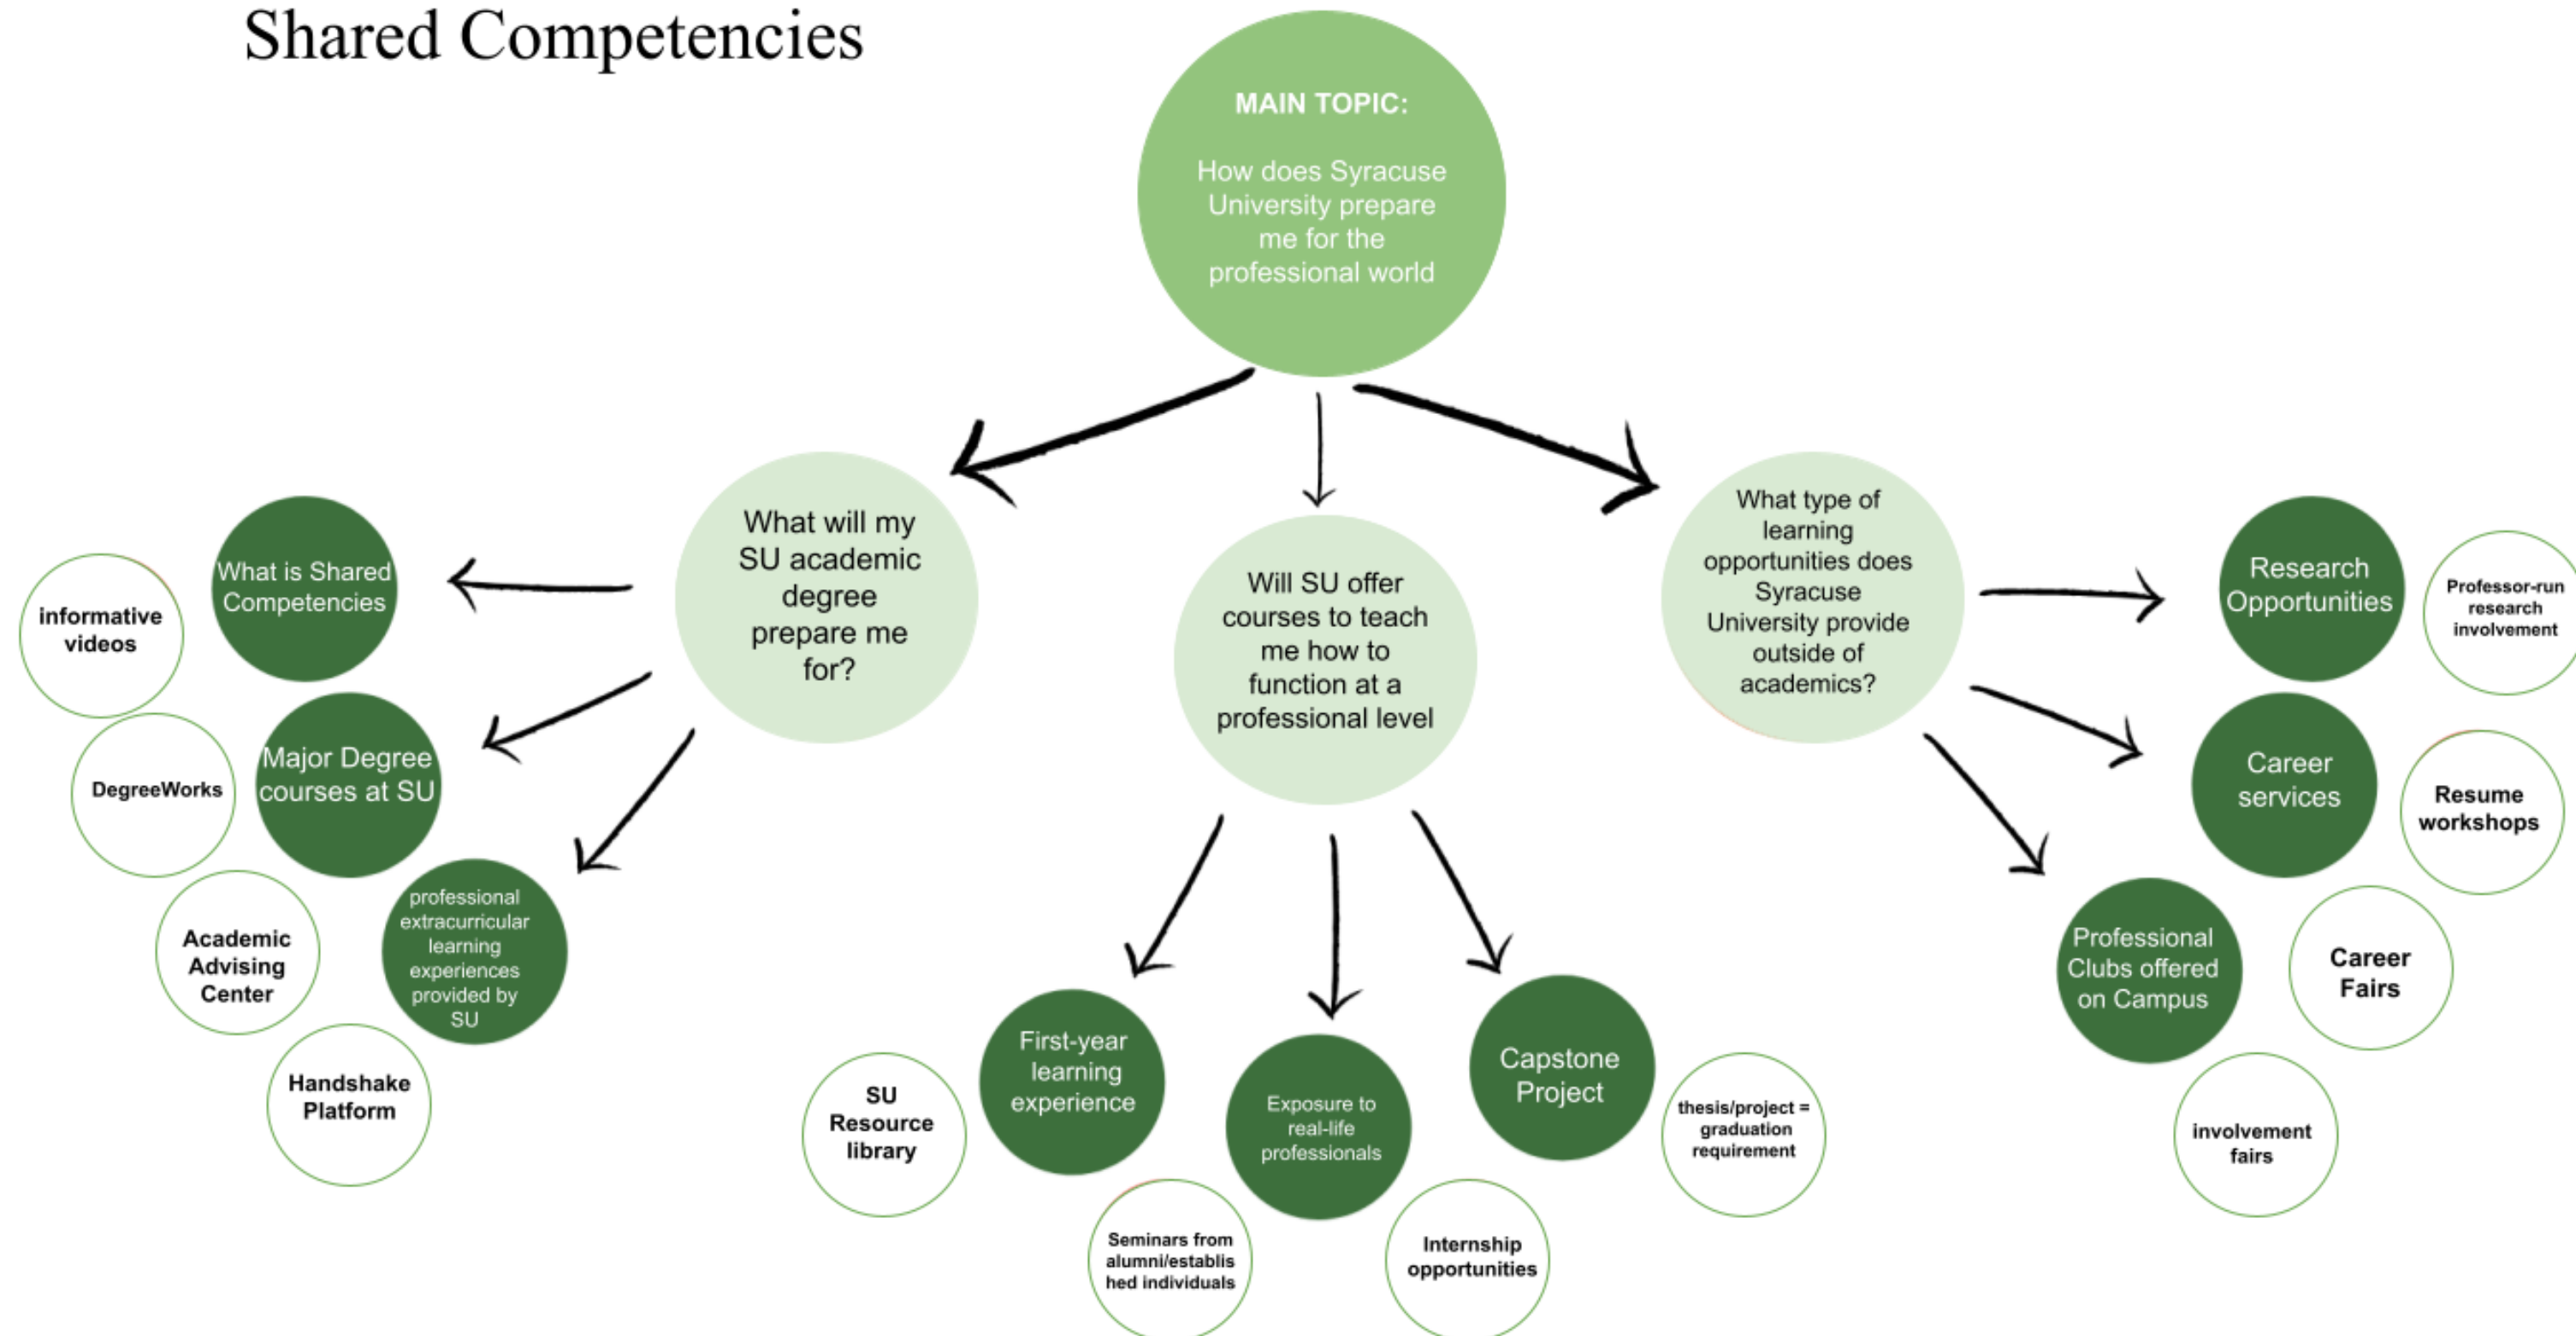 Shared Competencies
MAIN TOPIC:
How does Syracuse
University prepare
me for the
professional world
What will my
SU academic
degree
prepare me
for?
What is Shared
Competencies
informative
videos
Major Degree
courses at SU
DegreeWorks
professional
extracurricular
learning
experiences
provided by
SU
Academic
Advising
Center
Handshake
Platform
Will SU offer
courses to teach
me how to
function at a
professional level
First-year
learning
experience
SU
Resource
library
Exposure to
real-life
professionals
Seminars from
alumni/establis
hed individuals
Internship
opportunities
Capstone
Project
thesis/project =
graduation
requirement
What type of
learning
opportunities does
Syracuse
University provide
outside of
academics?
Research
Opportunities
Professor-run
research
involvement
Career
services
Resume
workshops
Professional
Clubs offered
on Campus
Career
Fairs
involvement
fairs